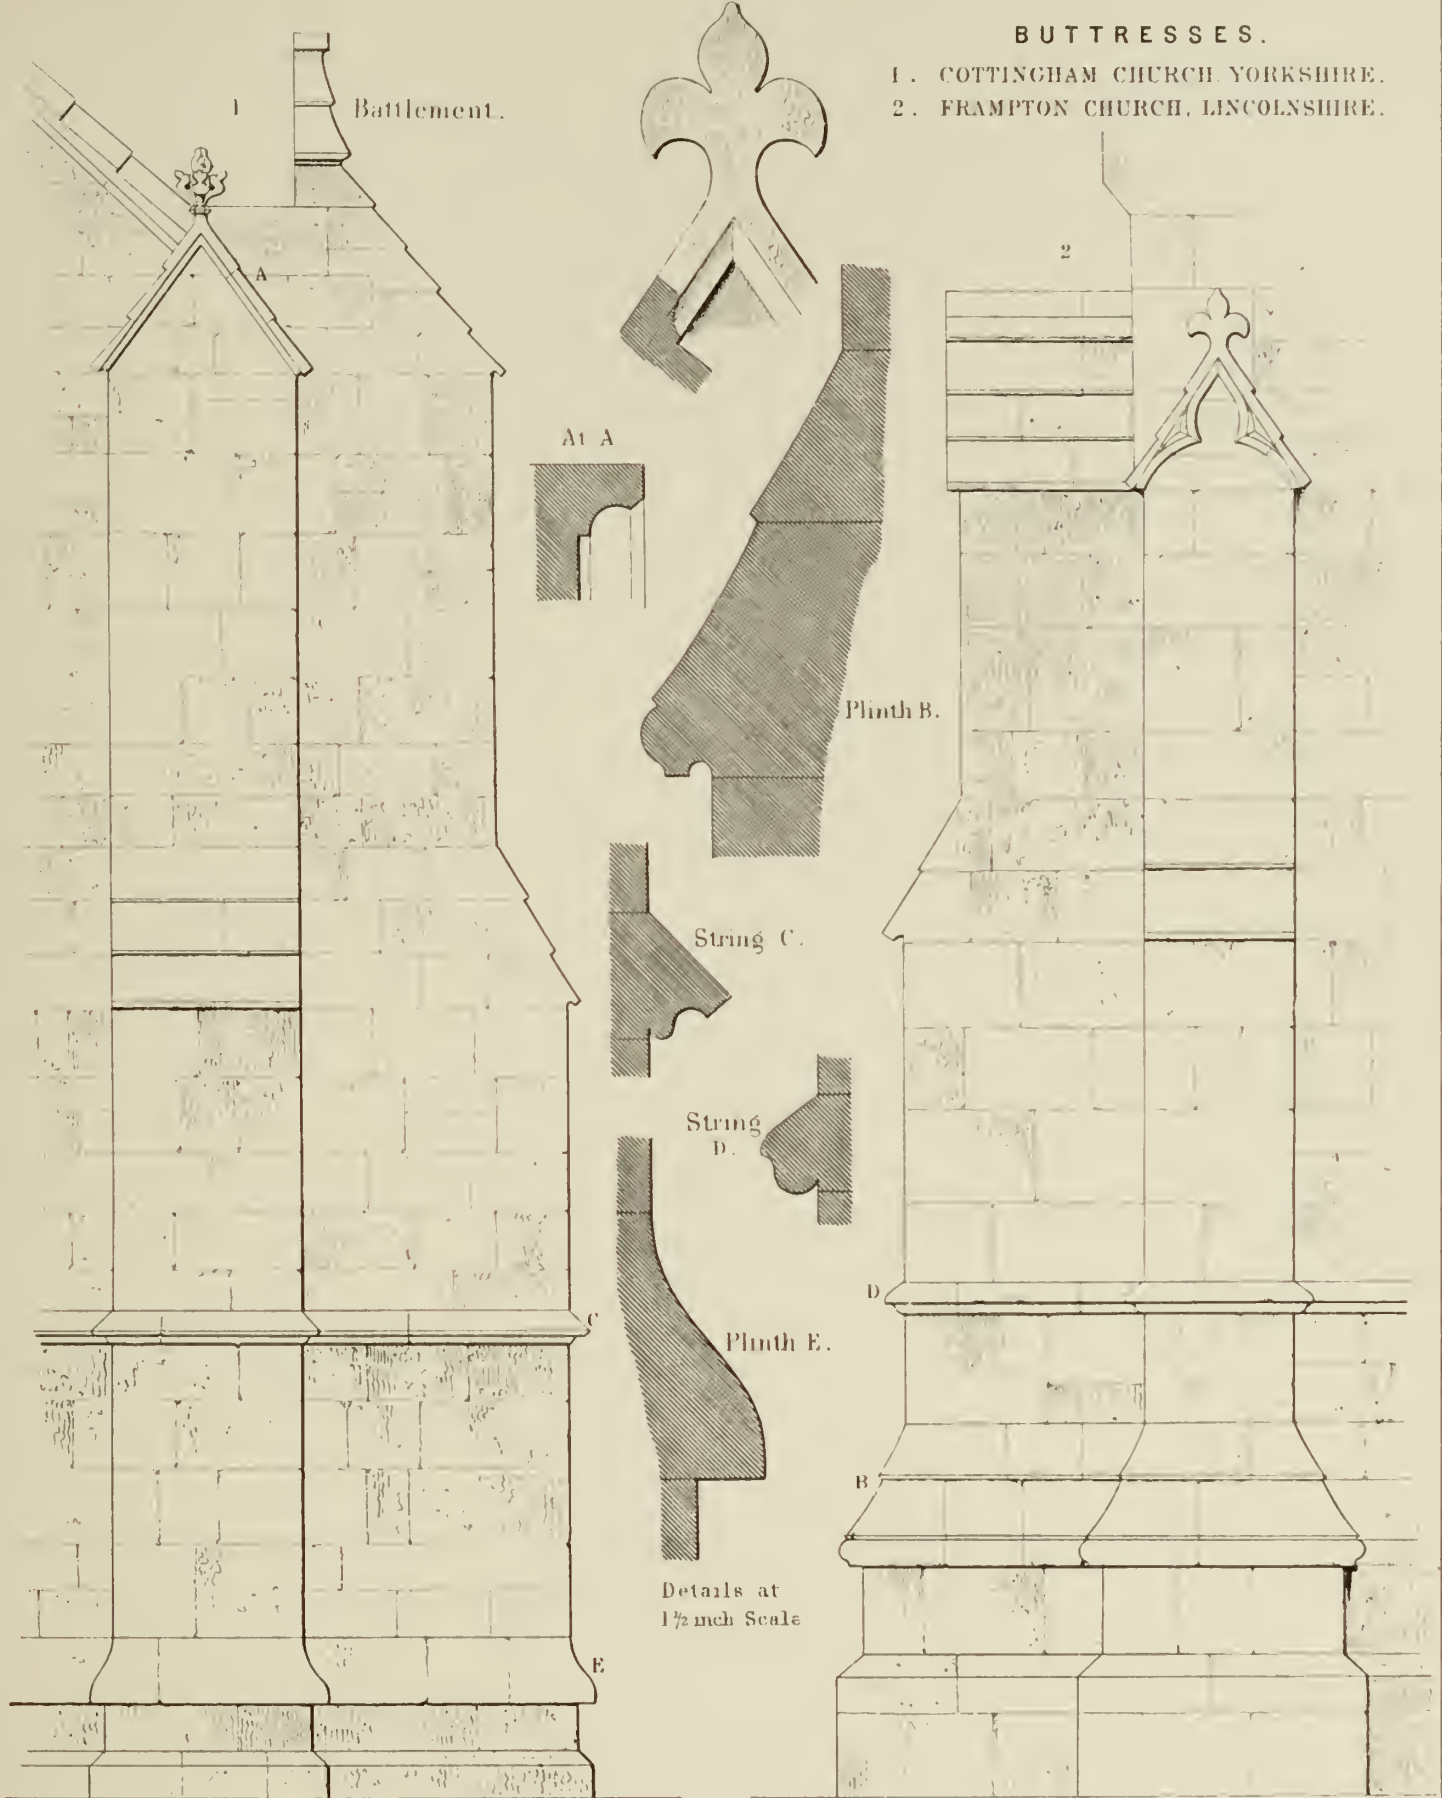 BUTTRESSES.
1. COTTINGHAM CHURCH. YORKSHIRE.
2. FRAMPTON CHURCH, LINCOLNSHIRE.
1
Battlement.
2
A
At A
Plinth B.
String C.
String
D.
D
C
Plinth E.
B
Details at
1½ inch Scale
E